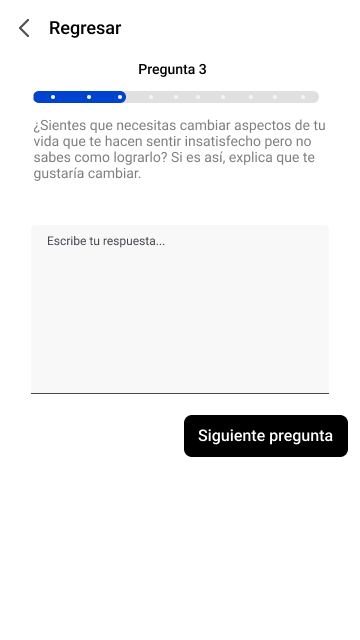 Regresar
Pregunta 3
¿Sientes que necesitas cambiar aspectos de tu
vida que te hacen sentir insatisfecho pero no
sabes como lograrlo? Si es así, explica que te
gustaría cambiar.
Escribe tu respuesta...
Siguiente pregunta